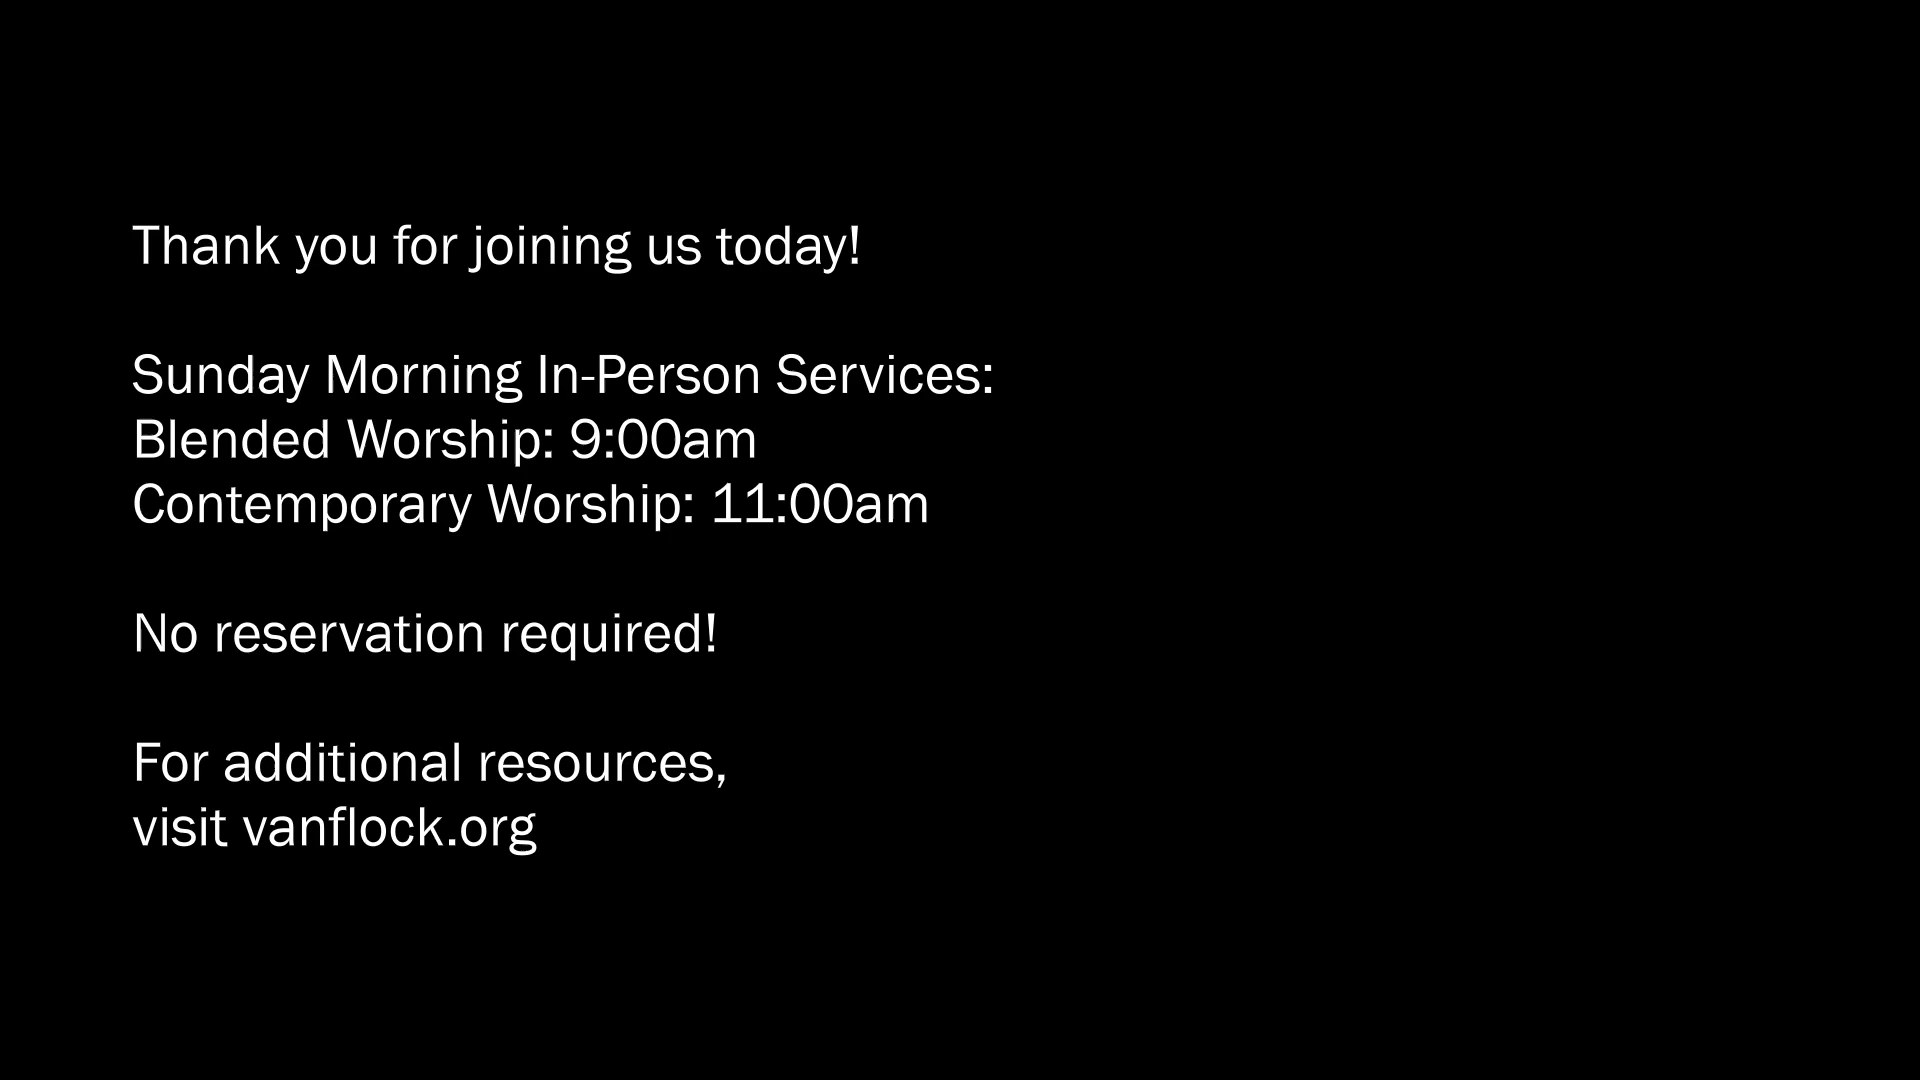 Thank you for joining us today!
Sunday Morning In-Person Services:
Blended Worship: 9:00am
Contemporary Worship: 11:00am
No reservation required!
For additional resources,
visit vanflock.org